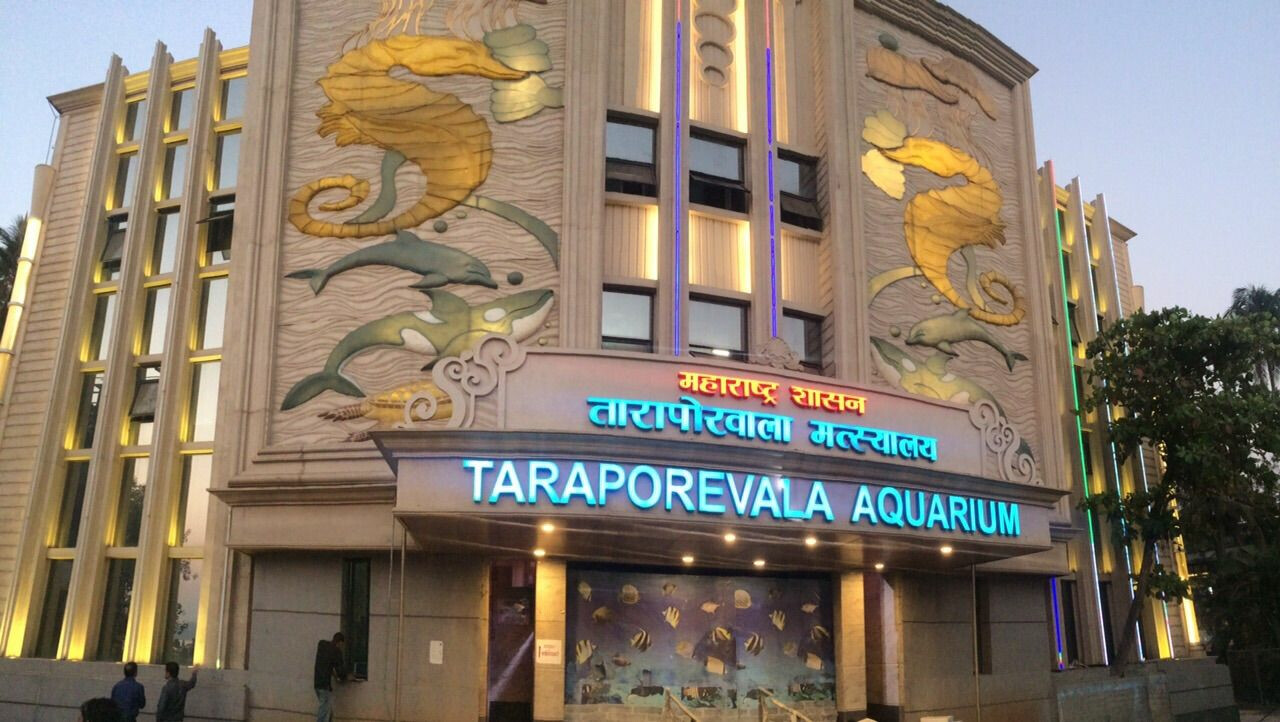 महाराष्ट्र शासन
तारापोरवाला मत्स्यालय
TARAPOREVALA AQUARIUM